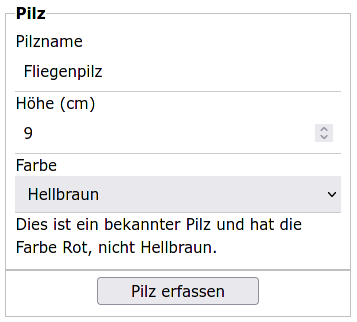 Pilz
Pilzname
Fliegenpilz
Höhe (cm)
9
Farbe
Hellbraun
Dies ist ein bekannter Pilz und hat die
Farbe Rot, nicht Hellbraun.
Pilz erfassen